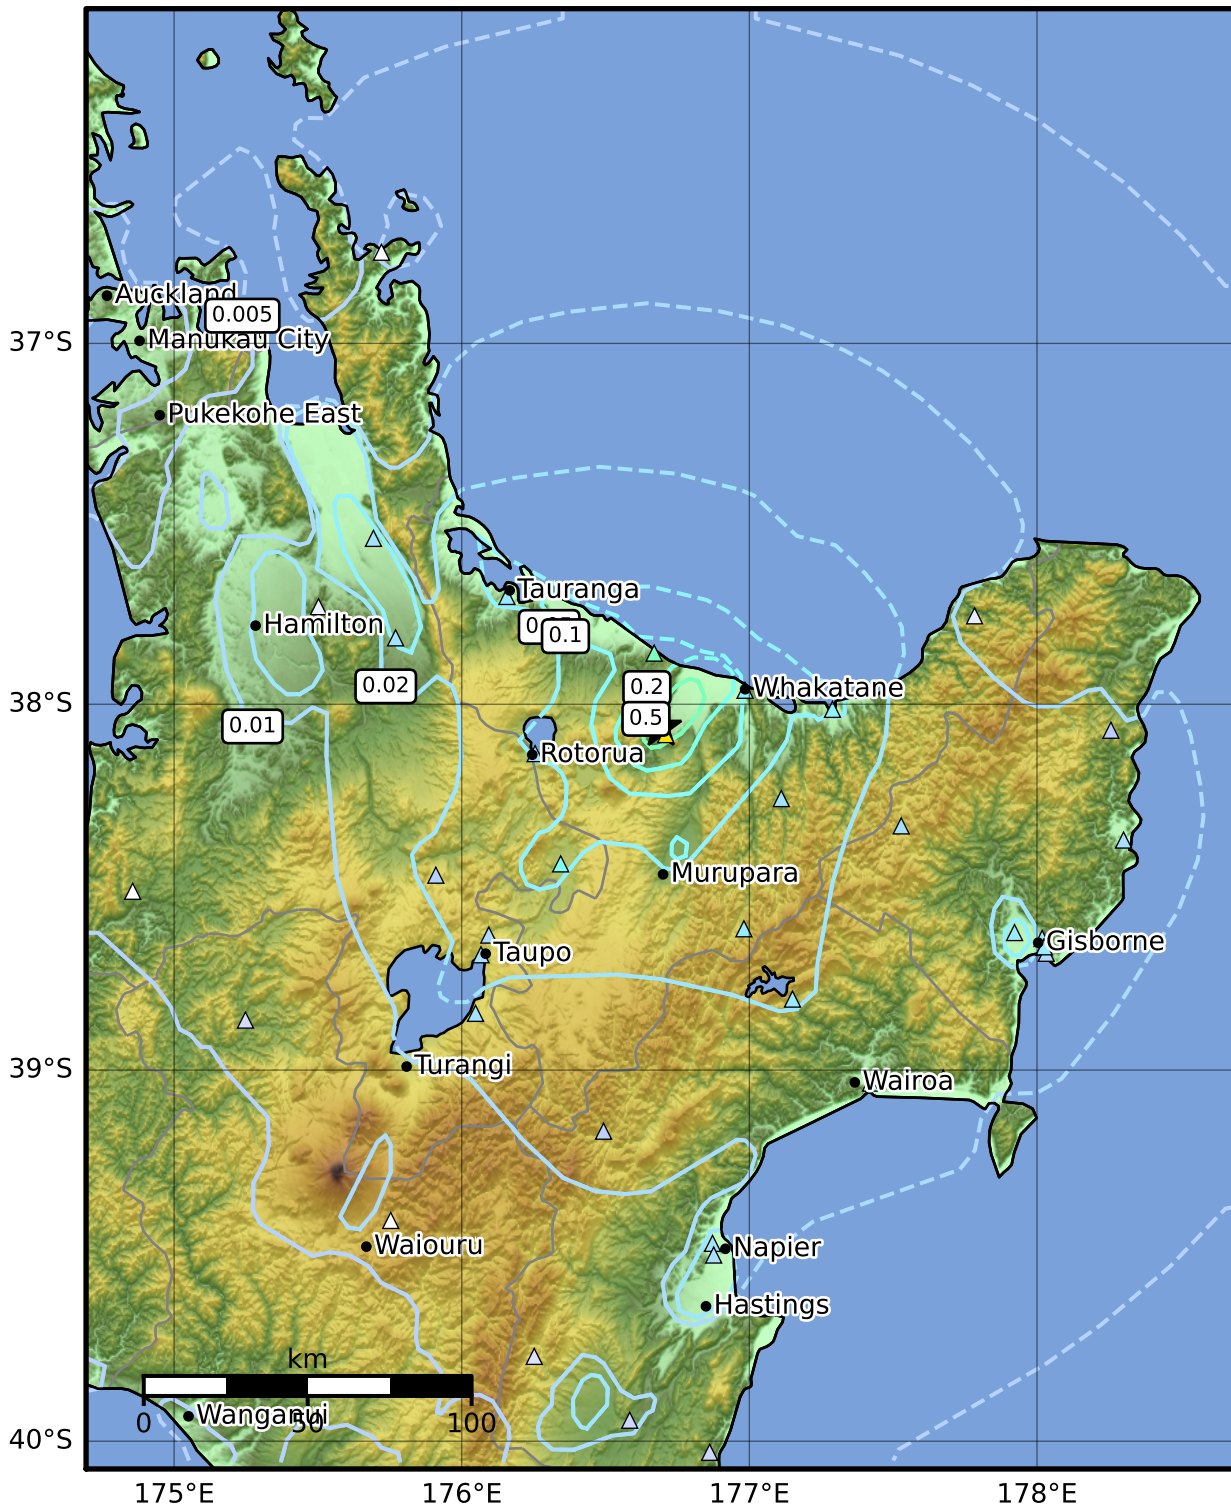 Auckland
0.005
Manukau City
37°S
Pukekohe East
Tauranga
Hamilton
0.1
0.02
0.2
Whakatane
38°S
0.01
0.5
Rotorua
Murupara
Taupo
Gisborne
39°S
Turangi
Wairoa
Waiouru
Napier
Hastings
km
0 50 100
Wanganui
40°S
175°E 176°E 177°E 178°E